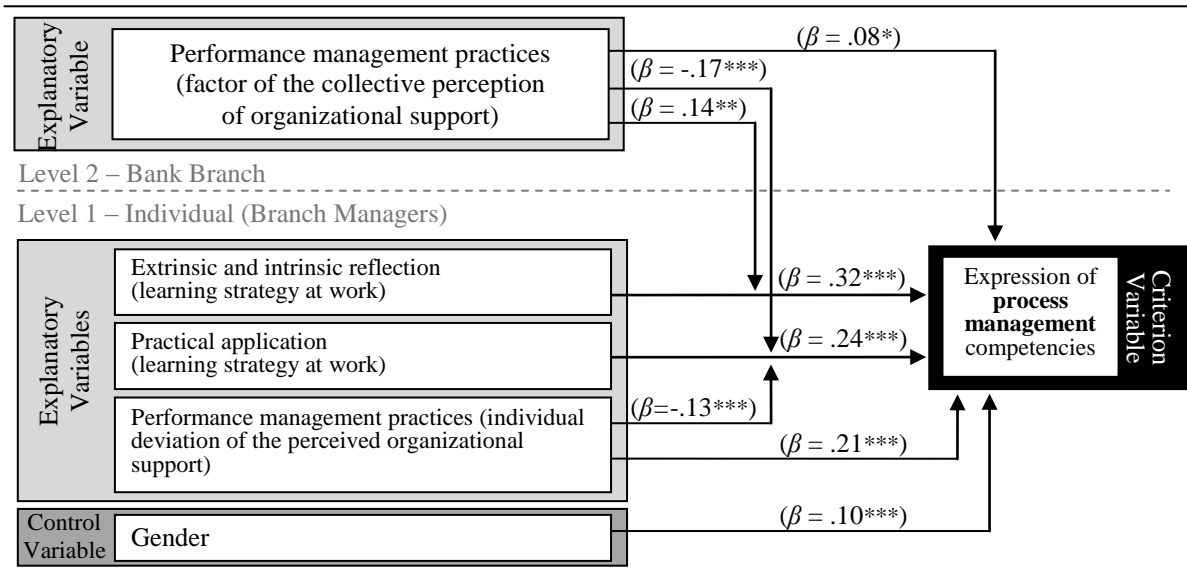 Explanatory
Variable
Performance management practices
(factor of the collective perception
of organizational support)
(β = .08*)
(β = -.17***)
(β = .14**)
Level 2 – Bank Branch
Level 1 – Individual (Branch Managers)
Explanatory
Variables
Extrinsic and intrinsic reflection
(learning strategy at work)
(β = .32***)
Practical application
(learning strategy at work)
(β = .24***)
Performance management practices (individual
deviation of the perceived organizational
support)
(β=-.13***)
(β = .21***)
Expression of
process
management
competencies
Criterion
Variable
Control
Variable
Gender
(β = .10***)